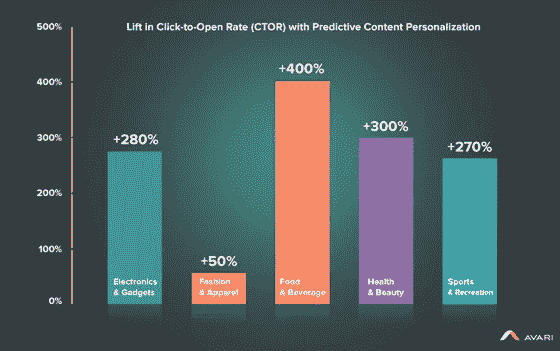 Lift in Click-to-Open Rate (CTOR) with Predictive Content Personalization
500%
400%
300%
200%
100%
0%
+280%
+50%
+400%
+300%
+270%
Electronics
& Gadgets
Fashion
& Apparel
Food
& Beverage
Health
& Beauty
Sports
& Recreation
AVARI